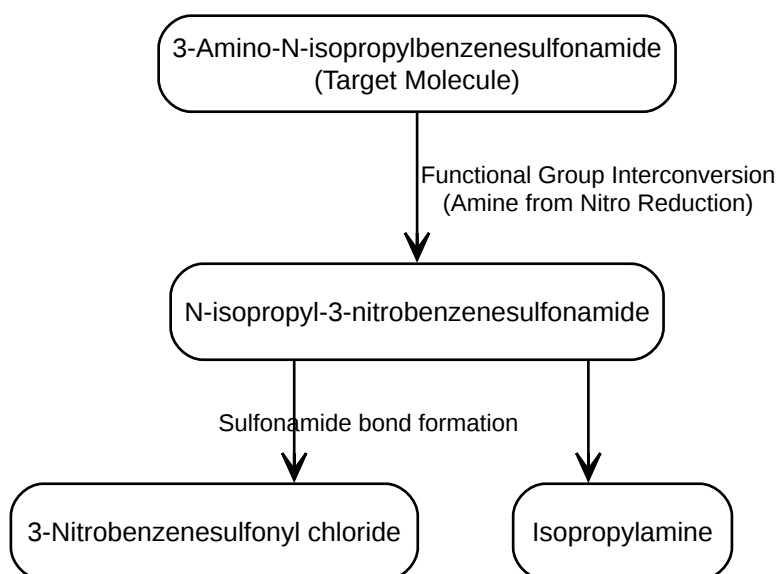 3-Amino-N-isopropylbenzenesulfonamide
(Target Molecule)
Functional Group Interconversion
(Amine from Nitro Reduction)
N-isopropyl-3-nitrobenzenesulfonamide
Sulfonamide bond formation
3-Nitrobenzenesulfonyl chloride
Isopropylamine